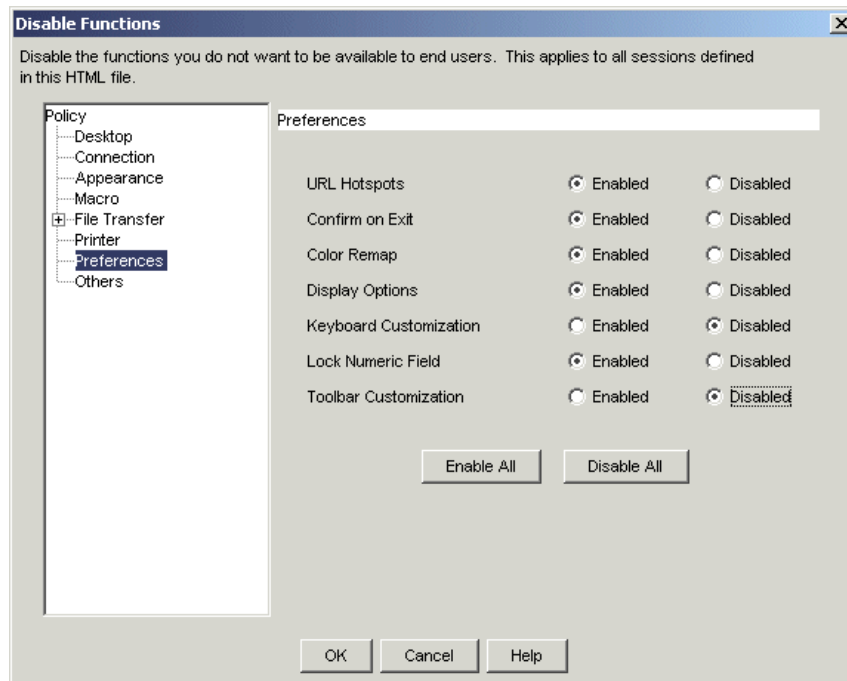 Disable Functions
Disable the functions you do not want to be available to end users. This applies to all sessions defined
in this HTML file.
Policy
Desktop
Connection
Appearance
Macro
File Transfer
Printer
Preferences
Others
Preferences
URL Hotspots Enabled Disabled
Confirm on Exit Enabled Disabled
Color Remap Enabled Disabled
Display Options Enabled Disabled
Keyboard Customization Enabled Disabled
Lock Numeric Field Enabled Disabled
Toolbar Customization Enabled Disabled
Enable All Disable All
OK Cancel Help